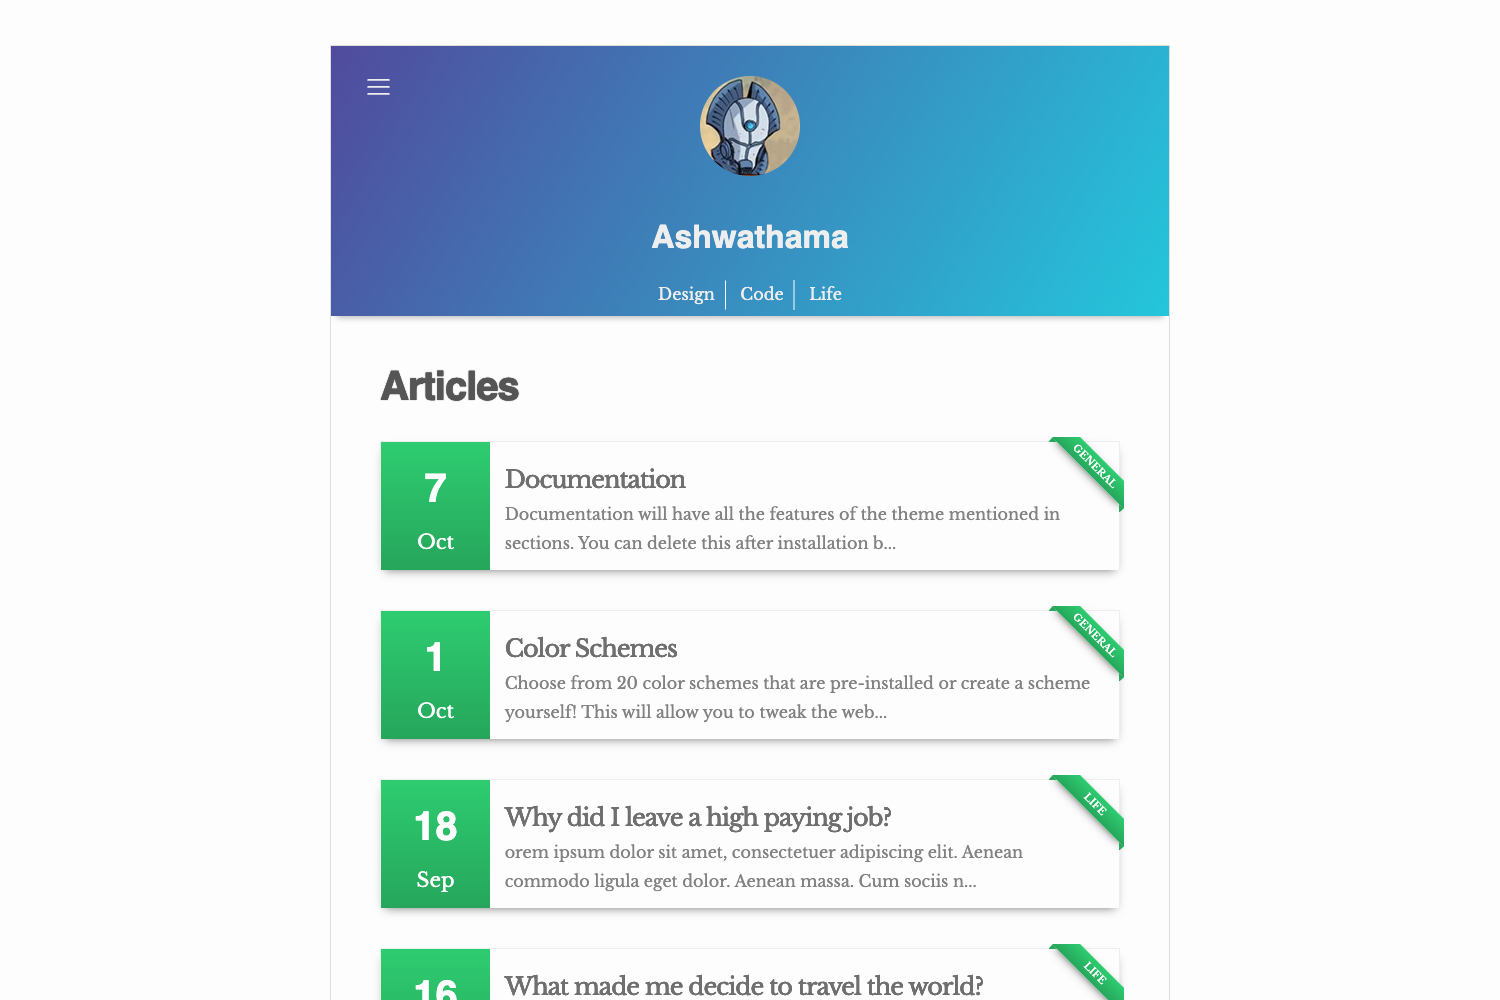 Ashwathama
Design Code Life
Articles
GENERAL
7
Oct
Documentation
Documentation will have all the features of the theme mentioned in
sections. You can delete this after installation b...
GENERAL
1
Oct
Color Schemes
Choose from 20 color schemes that are pre-installed or create a scheme
yourself! This will allow you to tweak the web...
LIFE
18
Sep
Why did I leave a high paying job?
orem ipsum dolor sit amet, consectetuer adipiscing elit. Aenean
commodo ligula eget dolor. Aenean massa. Cum sociis n...
LIFE
16
What made me decide to travel the world?